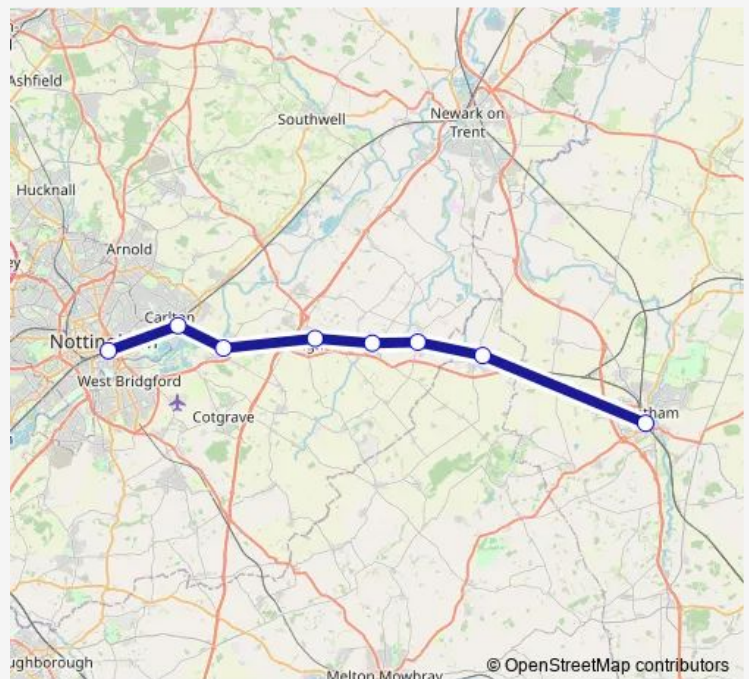 Ashfield
Southwell
Newark on
Trent
Hucknall
Arnold
Carlton
West Bridgford
Cotgrave
Melton Mowbray
© OpenStreetMap contributors